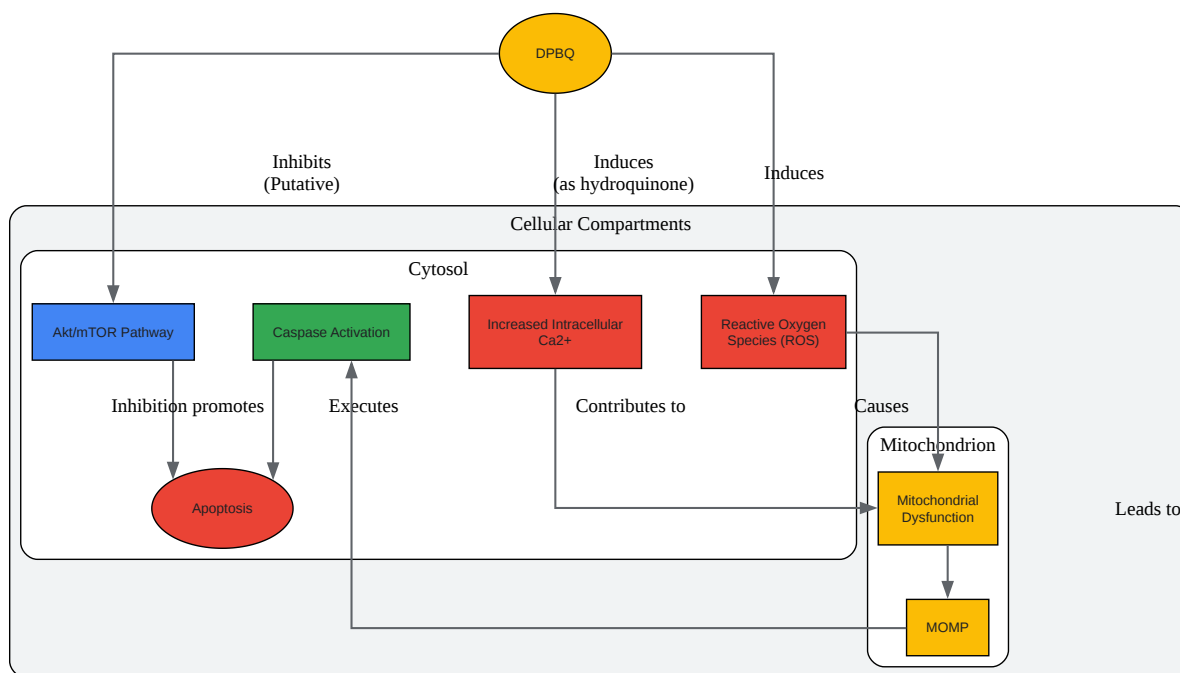 DPBQ
Inhibits
(Putative)
Induces
(as hydroquinone)
Induces
Cellular Compartments
Cytosol
Akt/mTOR Pathway
Caspase Activation
Increased Intracellular
Ca2+
Reactive Oxygen
Species (ROS)
Inhibition promotes
Executes
Contributes to
Causes
Mitochondrion
Apoptosis
Mitochondrial
Dysfunction
Leads to
MOMP